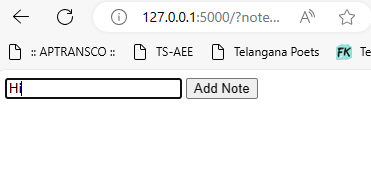 127.0.0.1:5000/?note...
:: APTRANSCO :: TS-AEE Telangana Poets FK
Hi Add Note